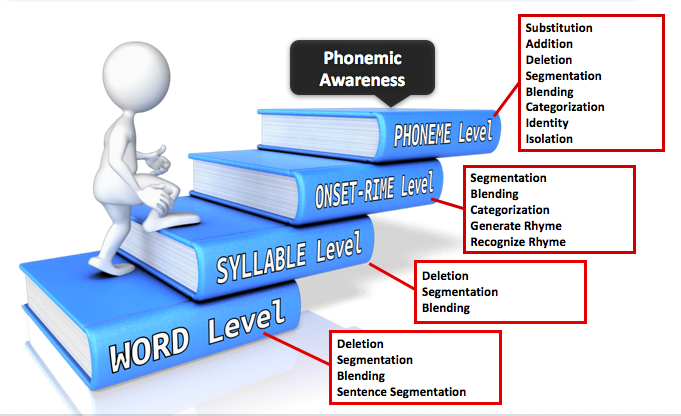 Phonemic
Awareness
Substitution
Addition
Deletion
Segmentation
Blending
Categorization
Identity
Isolation
PHONEME Level
ONSET-RIME Level
Segmentation
Blending
Categorization
Generate Rhyme
Recognize Rhyme
SYLLABLE Level
Deletion
Segmentation
Blending
WORD Level
Deletion
Segmentation
Blending
Sentence Segmentation